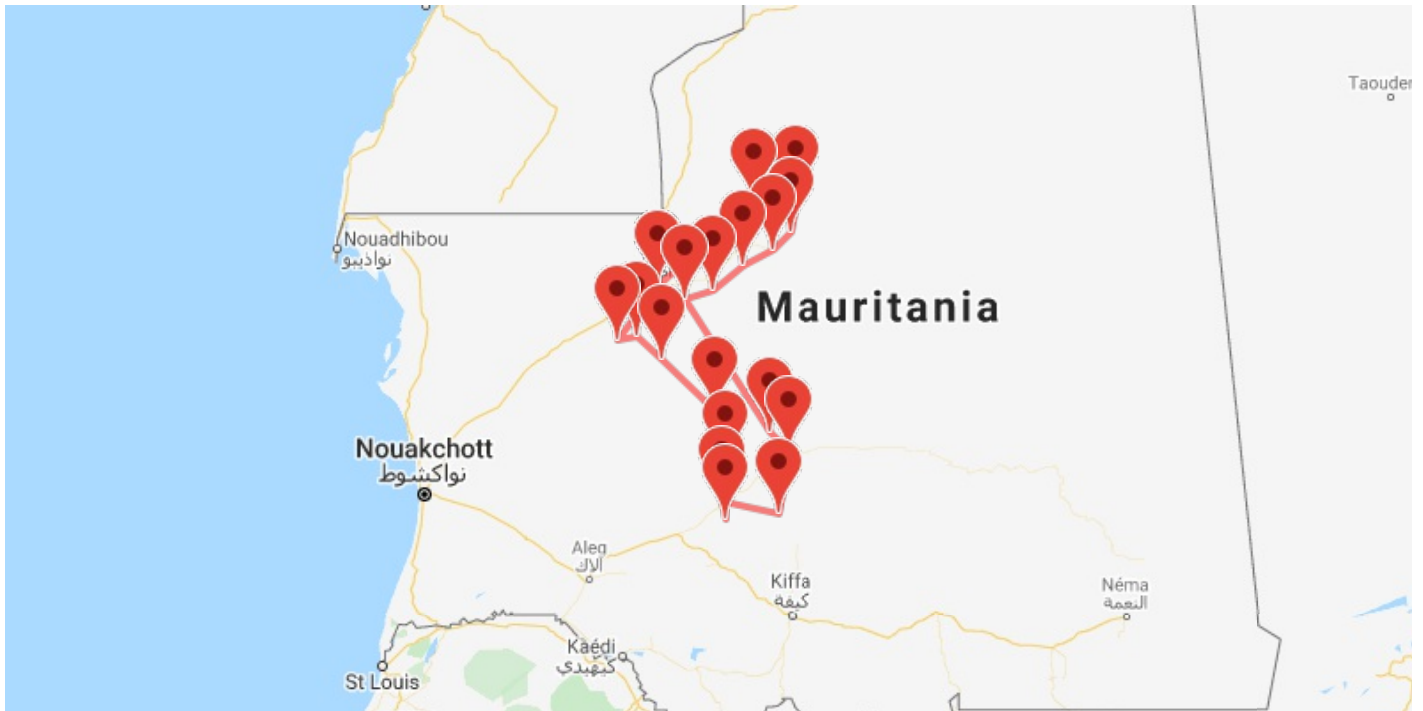 Taouder
Nouadhibou
نواذيبو
Mauritania
Nouakchott
نواكشوط
Aleg
ألاك
Kiffa
كيفة
Néma
النعمة
Kaédi
كيهيدي
St Louis